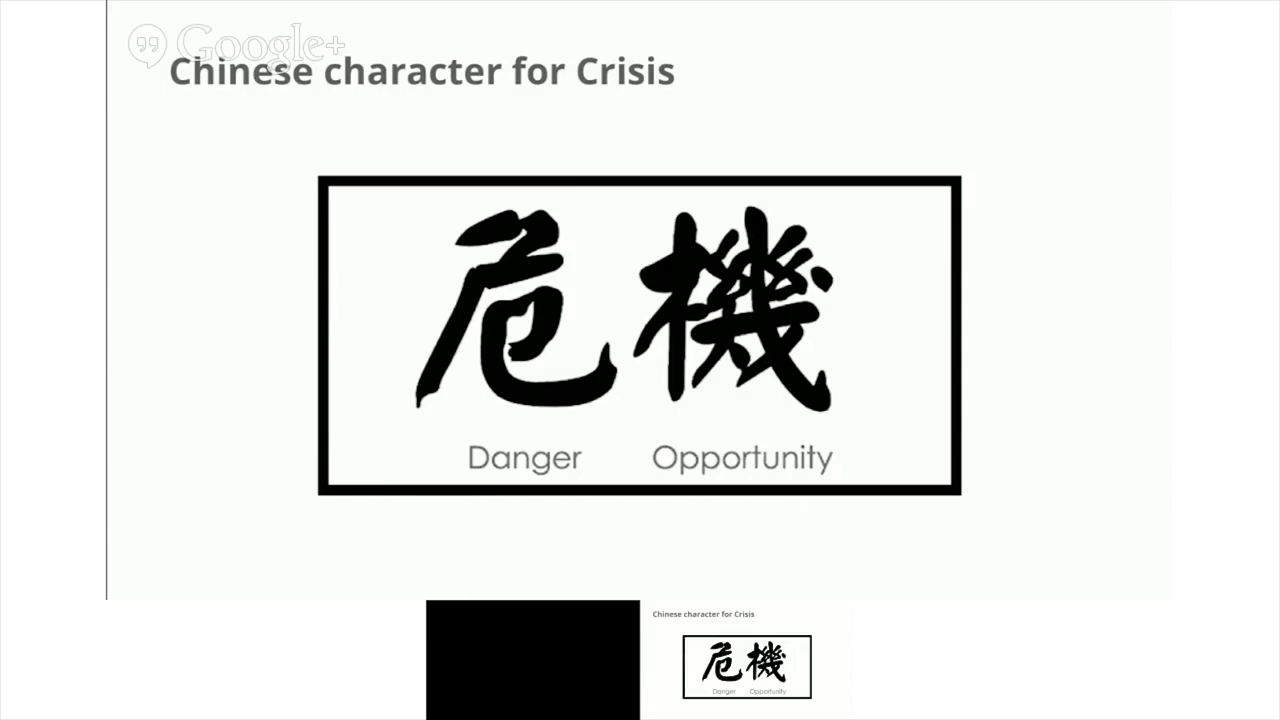 Google+
Chinese character for Crisis
危機
Danger Opportunity
Chinese character for Crisis
危機
Danger Opportunity